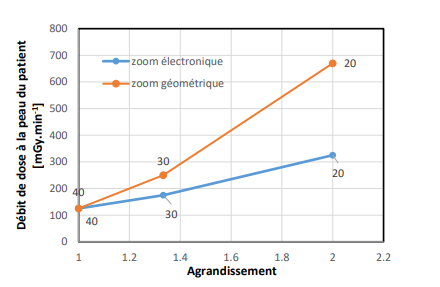 800
700
600
500
400
300
200
100
0
Débit de dose à la peau du patient
[mGy.min⁻¹]
zoom électronique
zoom géométrique
20
30
20
40
30
40
1 1.2 1.4 1.6 1.8 2 2.2
Agrandissement